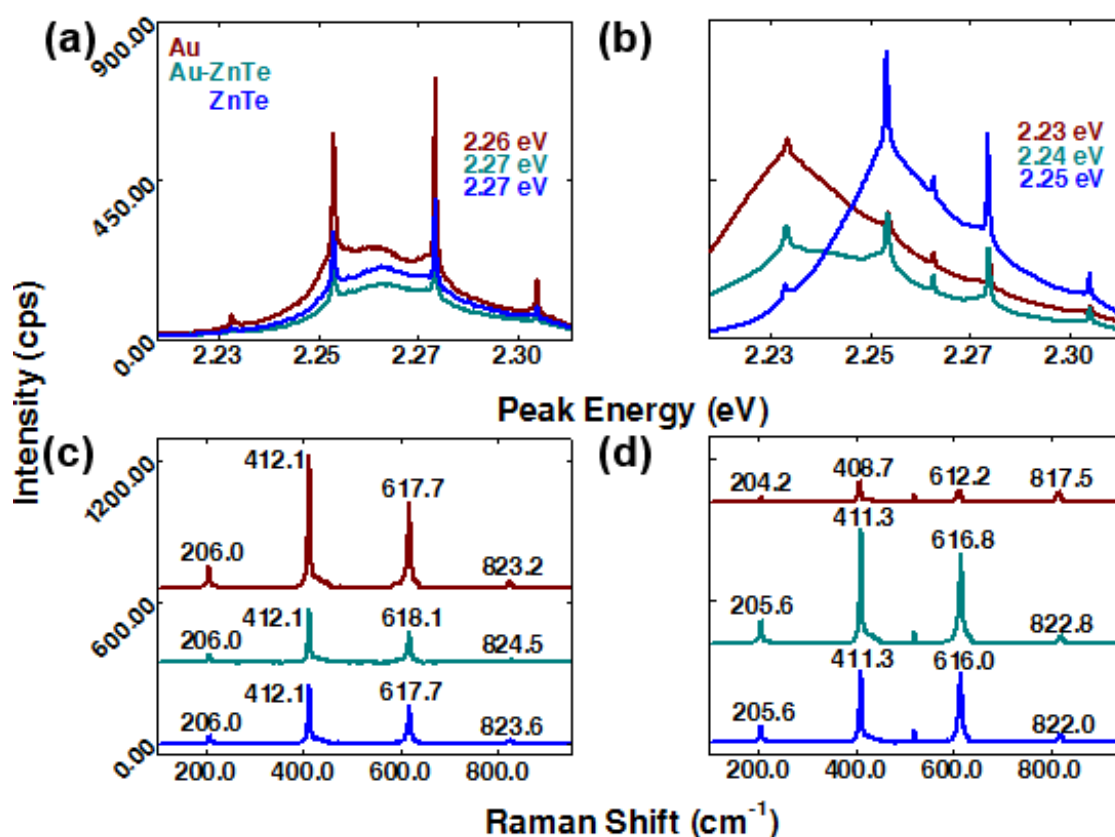 (a)
Au
Au-ZnTe
ZnTe
2.26 eV
2.27 eV
2.27 eV
900.00
450.00
0.00
2.23 2.25 2.27 2.30
(b)
2.23 eV
2.24 eV
2.25 eV
2.23 2.25 2.27 2.30
Peak Energy (eV)
Intensity (cps)
(c)
412.1
617.7
206.0
823.2
412.1
618.1
206.0
824.5
412.1
617.7
206.0
823.6
1200.00
600.00
0.00
200.0 400.0 600.0 800.0
(d)
204.2
408.7
612.2
817.5
411.3
616.8
205.6
822.8
411.3
616.0
205.6
822.0
200.0 400.0 600.0 800.0
Raman Shift (cm⁻¹)